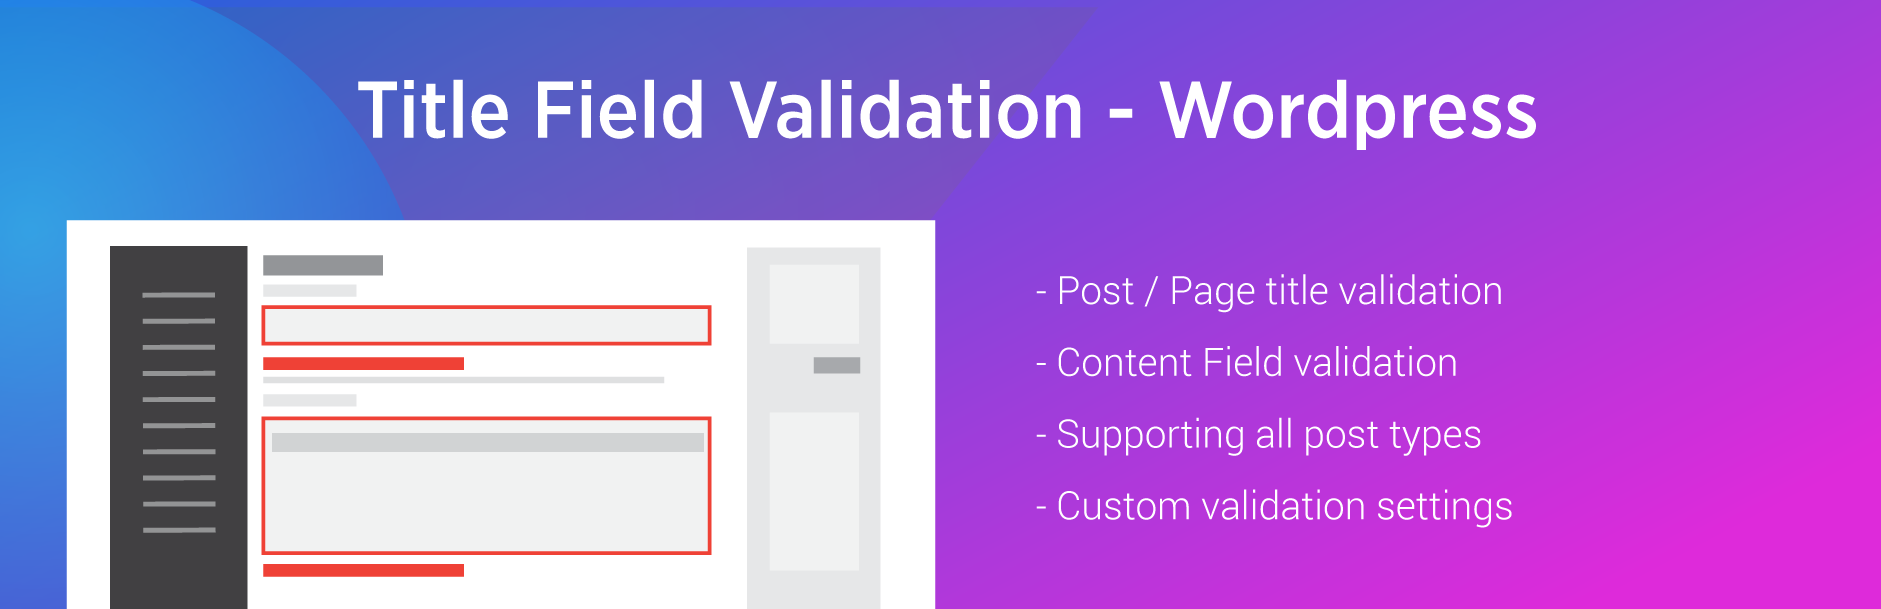 Title Field Validation - Wordpress
- Post / Page title validation
- Content Field validation
- Supporting all post types
- Custom validation settings